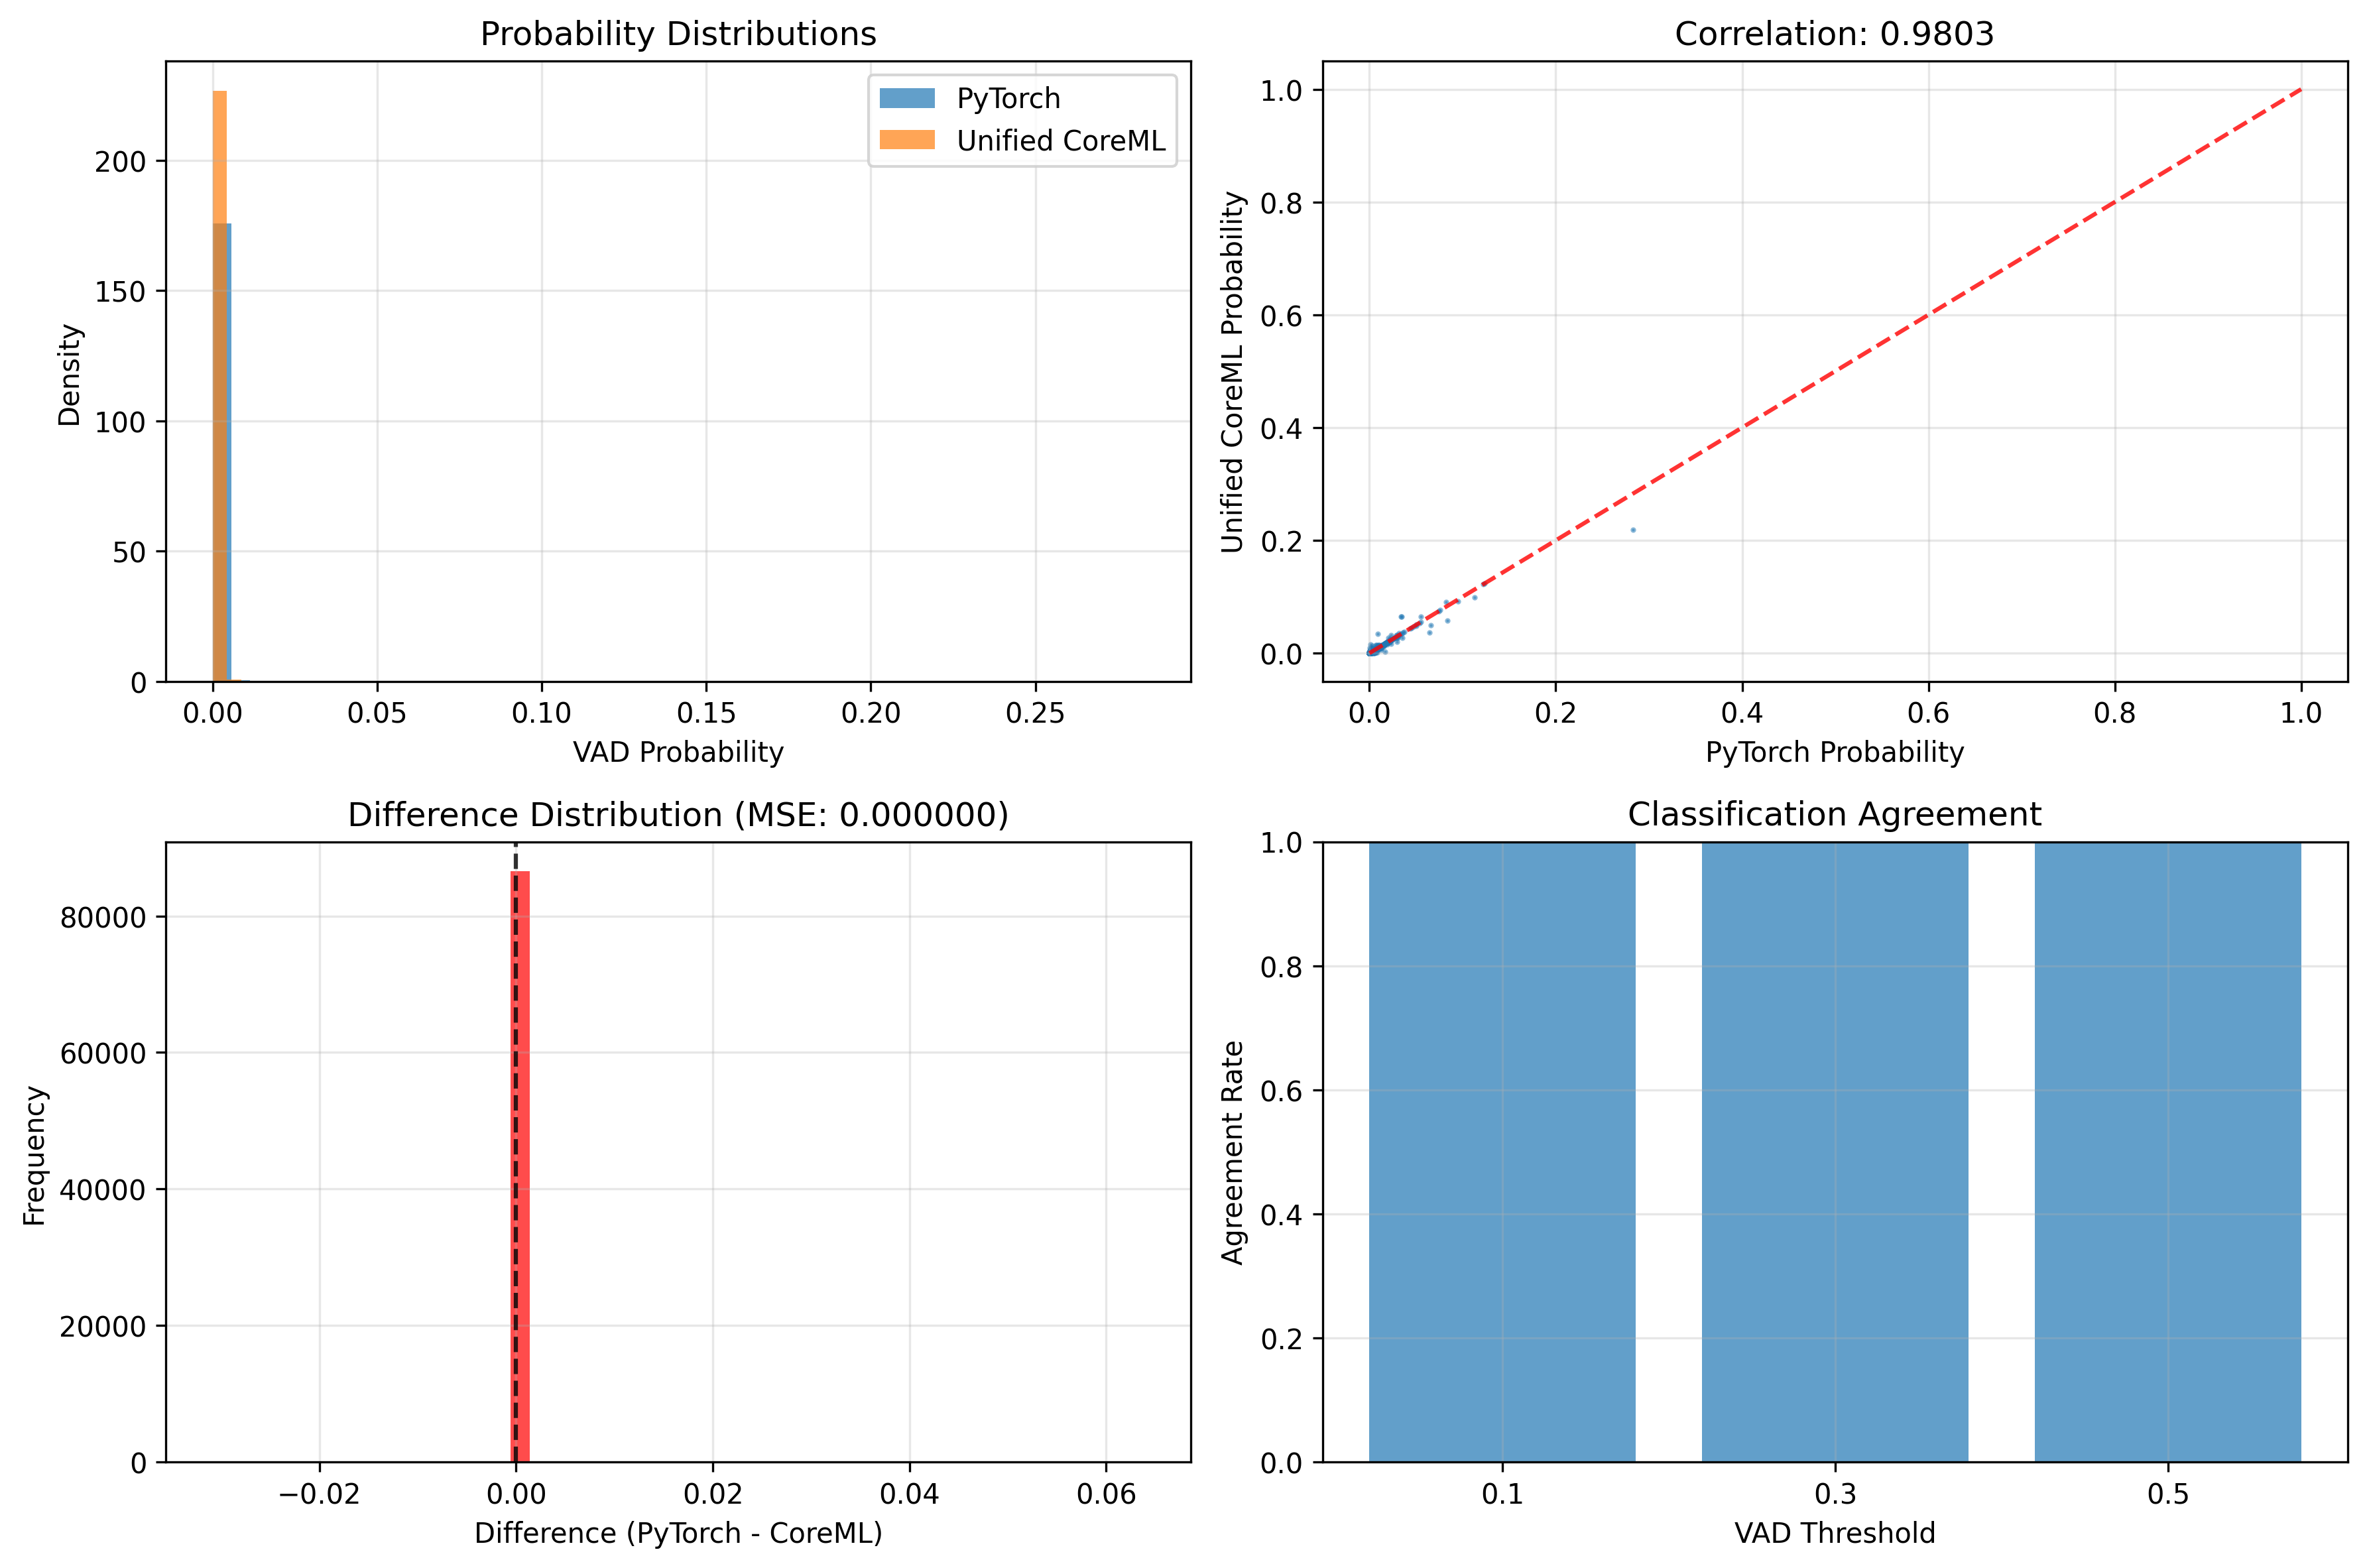 Probability Distributions
Density
200
150
100
50
0
PyTorch
Unified CoreML
0.00 0.05 0.10 0.15 0.20 0.25
VAD Probability
Correlation: 0.9803
Unified CoreML Probability
1.0
0.8
0.6
0.4
0.2
0.0
0.0 0.2 0.4 0.6 0.8 1.0
PyTorch Probability
Difference Distribution (MSE: 0.000000)
Frequency
80000
60000
40000
20000
0
−0.02 0.00 0.02 0.04 0.06
Difference (PyTorch - CoreML)
Classification Agreement
Agreement Rate
1.0
0.8
0.6
0.4
0.2
0.0
0.1 0.3 0.5
VAD Threshold